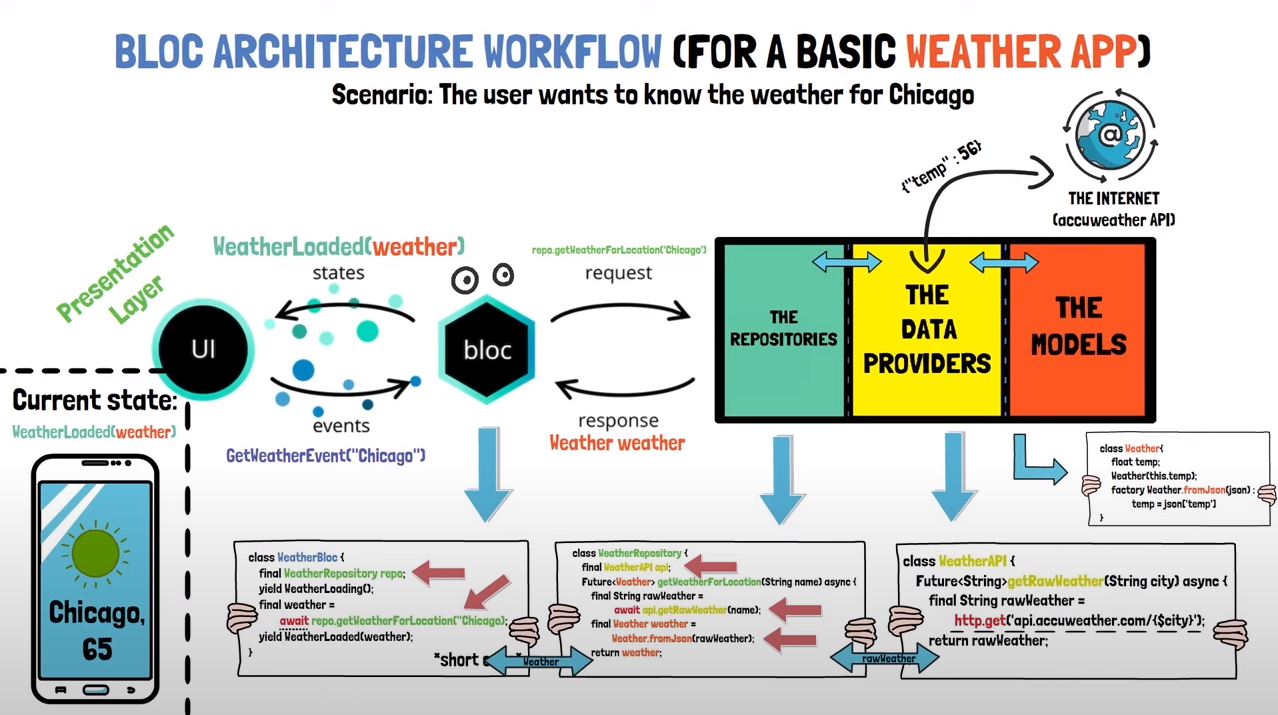 BLOC ARCHITECTURE WORKFLOW (FOR A BASIC WEATHER APP)
Scenario: The user wants to know the weather for Chicago
{"temp" : 56}
@
THE INTERNET
(accuweather API)
Presentation
Layer
WeatherLoaded(weather)
states
repo.getWeatherForLocation('Chicago')
request
UI
bloc
THE
REPOSITORIES
THE
DATA
PROVIDERS
THE
MODELS
events
GetWeatherEvent("Chicago")
response
Weather weather
Current state:
WeatherLoaded(weather)
Chicago,
65
class Weather{
float temp;
Weather(this.temp);
factory Weather.fromJson(json) :
temp = json['temp']
}
class WeatherBloc {
final WeatherRepository repo;
yield WeatherLoading();
final weather =
await repo.getWeatherForLocation("Chicago);
yield WeatherLoaded(weather);
}
*short
Weather
class WeatherRepository {
final WeatherAPI api;
Future<Weather> getWeatherForLocation(String name) async {
final String rawWeather =
await api.getRawWeather(name);
final Weather weather =
Weather.fromJson(rawWeather);
return weather;
rawWeather
class WeatherAPI {
Future<String>getRawWeather(String city) async {
final String rawWeather =
http.get('api.accuweather.com/{$city}');
return rawWeather;